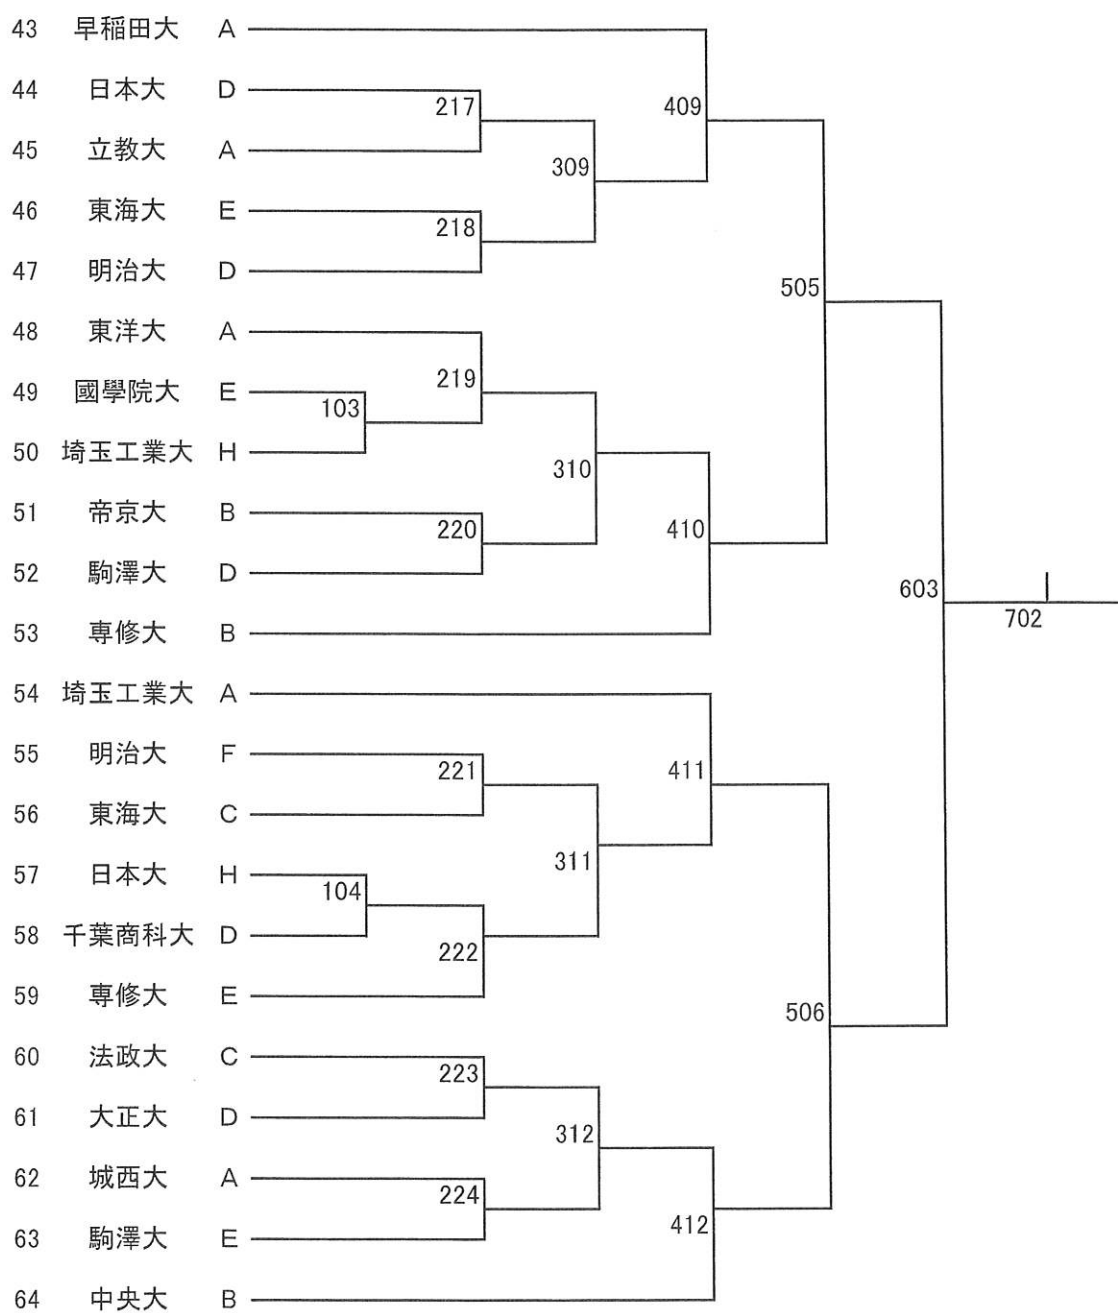 43 早稲田大 A
44 日本大 D
217
409
45 立教大 A
309
46 東海大 E
218
47 明治大 D
505
48 東洋大 A
219
49 國學院大 E
103
50 埼玉工業大 H
310
51 帝京大 B
220
410
52 駒澤大 D
603
702
53 専修大 B
54 埼玉工業大 A
55 明治大 F
221
411
56 東海大 C
311
57 日本大 H
104
58 千葉商科大 D
222
59 専修大 E
506
60 法政大 C
223
61 大正大 D
312
62 城西大 A
224
412
63 駒澤大 E
64 中央大 B